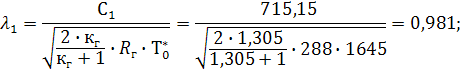 λ₁ = C₁ / √(2 · к_г / (к_г + 1) · R_г · T₀*) = 715,15 / √(2 · 1,305 / (1,305 + 1) · 288 · 1645) = 0,981;